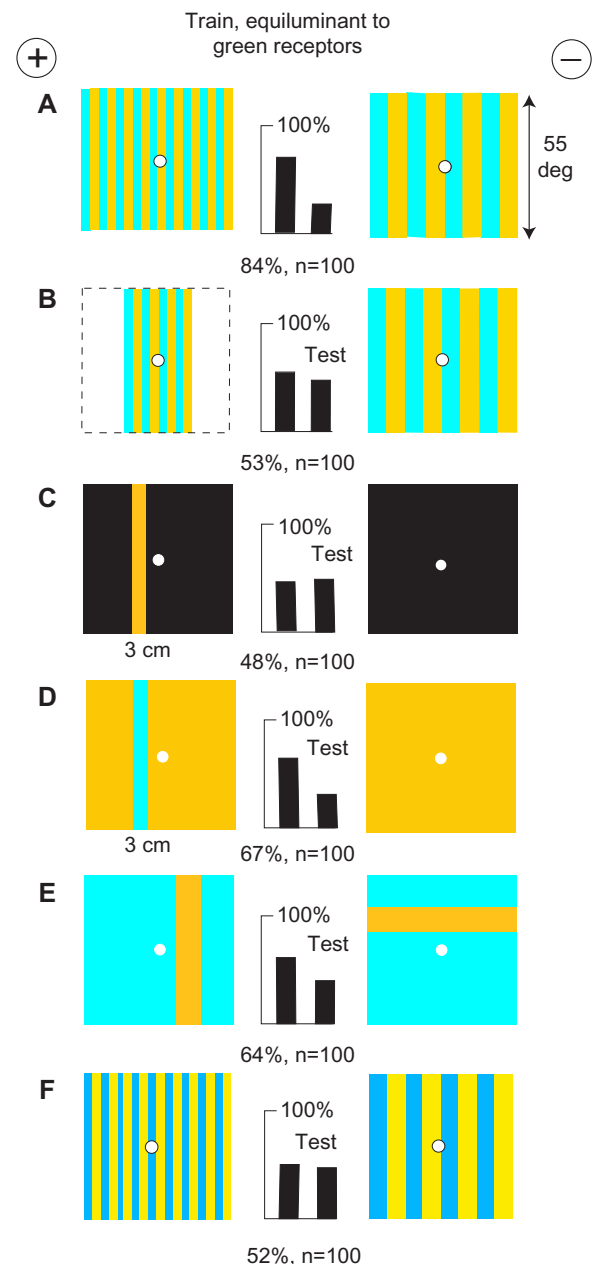 Train, equiluminant to
green receptors
+
−
A
100%
55
deg
84%, n=100
B
100%
Test
53%, n=100
C
100%
Test
3 cm
48%, n=100
D
100%
Test
3 cm
67%, n=100
E
100%
Test
64%, n=100
F
100%
Test
52%, n=100